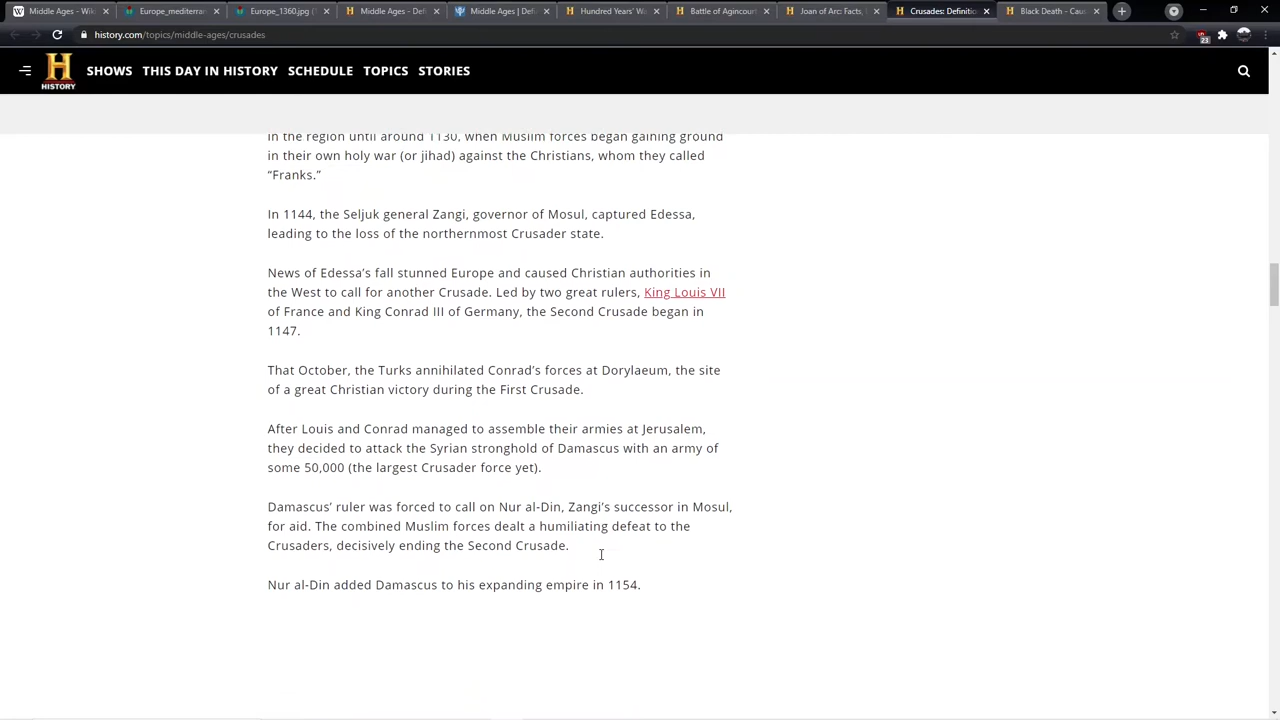 Middle Ages - Wiki
Europe_mediterran
Europe_1360.jpg (1
Middle Ages - Defi
Middle Ages | Defi
Hundred Years' Wa
Battle of Agincourt
Joan of Arc: Facts,
Crusades: Definitio
Black Death - Caus
history.com/topics/middle-ages/crusades
23
H
HISTORY
SHOWS THIS DAY IN HISTORY SCHEDULE TOPICS STORIES
in the region until around 1130, when Muslim forces began gaining ground
in their own holy war (or jihad) against the Christians, whom they called
“Franks.”
In 1144, the Seljuk general Zangi, governor of Mosul, captured Edessa,
leading to the loss of the northernmost Crusader state.
News of Edessa’s fall stunned Europe and caused Christian authorities in
the West to call for another Crusade. Led by two great rulers, King Louis VII
of France and King Conrad III of Germany, the Second Crusade began in
1147.
That October, the Turks annihilated Conrad’s forces at Dorylaeum, the site
of a great Christian victory during the First Crusade.
After Louis and Conrad managed to assemble their armies at Jerusalem,
they decided to attack the Syrian stronghold of Damascus with an army of
some 50,000 (the largest Crusader force yet).
Damascus’ ruler was forced to call on Nur al-Din, Zangi’s successor in Mosul,
for aid. The combined Muslim forces dealt a humiliating defeat to the
Crusaders, decisively ending the Second Crusade.
Nur al-Din added Damascus to his expanding empire in 1154.